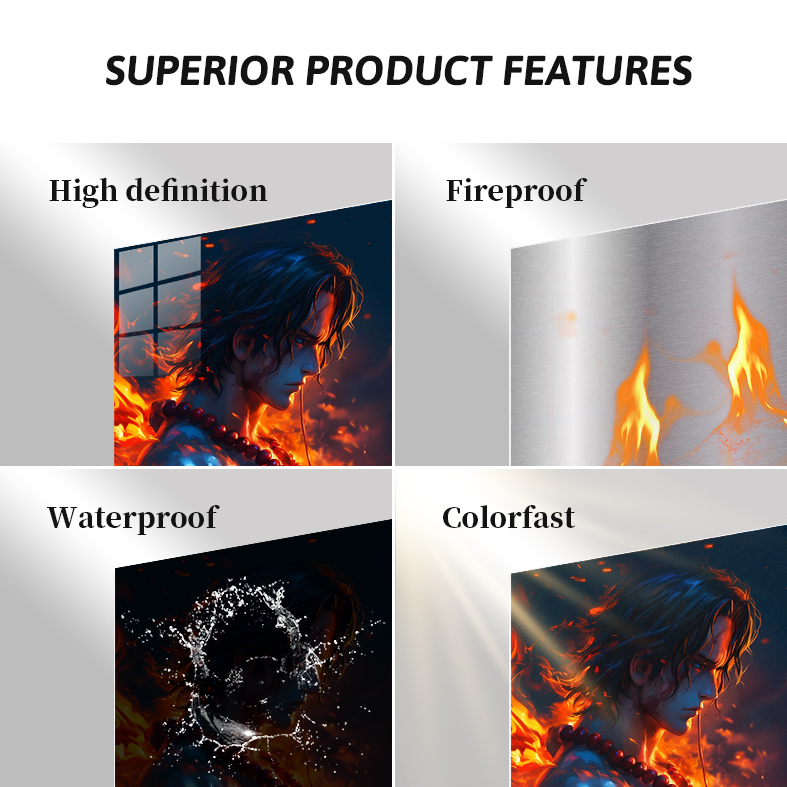 SUPERIOR PRODUCT FEATURES
High definition
Fireproof
Waterproof
Colorfast